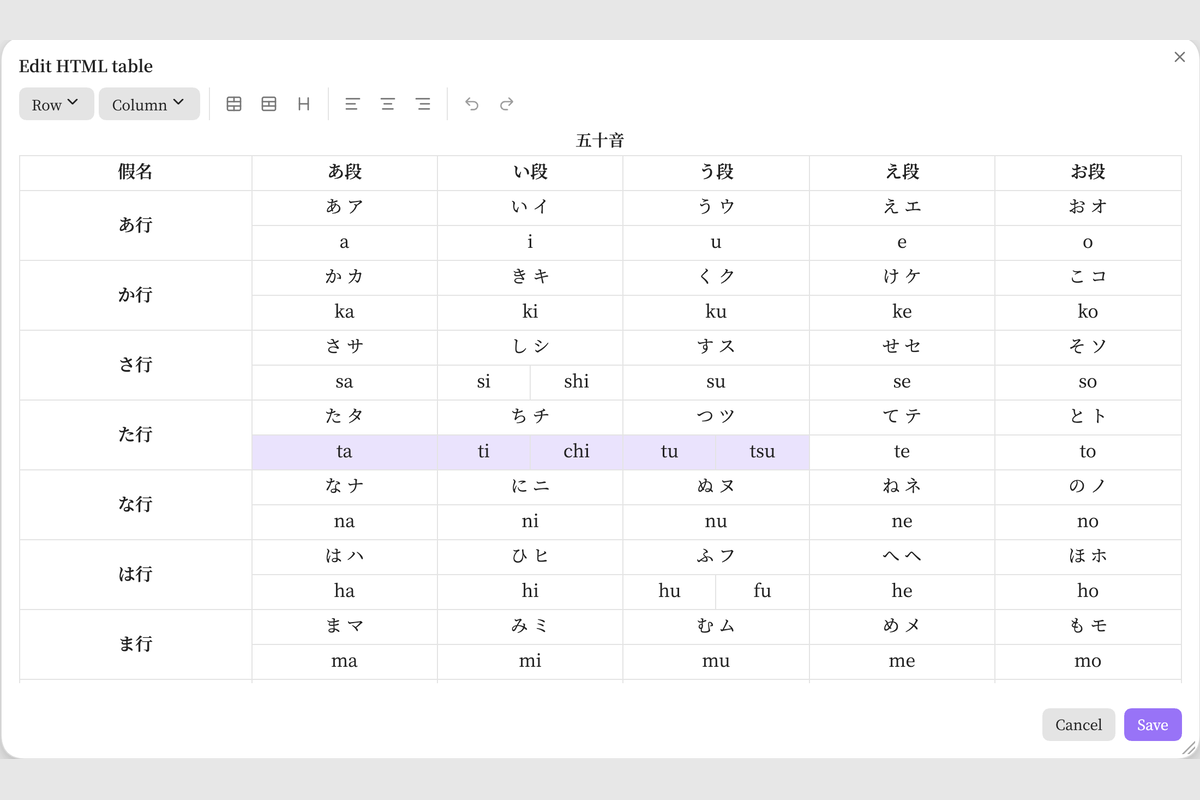 Edit HTML table
Row Column H
五十音
假名 あ段 い段 う段 え段 お段
あ行 あ ア い イ う ウ え エ お オ
a i u e o
か行 か カ き キ く ク け ケ こ コ
ka ki ku ke ko
さ行 さ サ し シ す ス せ セ そ ソ
sa si shi su se so
た行 た タ ち チ つ ツ て テ と ト
ta ti chi tu tsu te to
な行 な ナ に ニ ぬ ヌ ね ネ の ノ
na ni nu ne no
は行 は ハ ひ ヒ ふ フ へ ヘ ほ ホ
ha hi hu fu he ho
ま行 ま マ み ミ む ム め メ も モ
ma mi mu me mo
Cancel Save